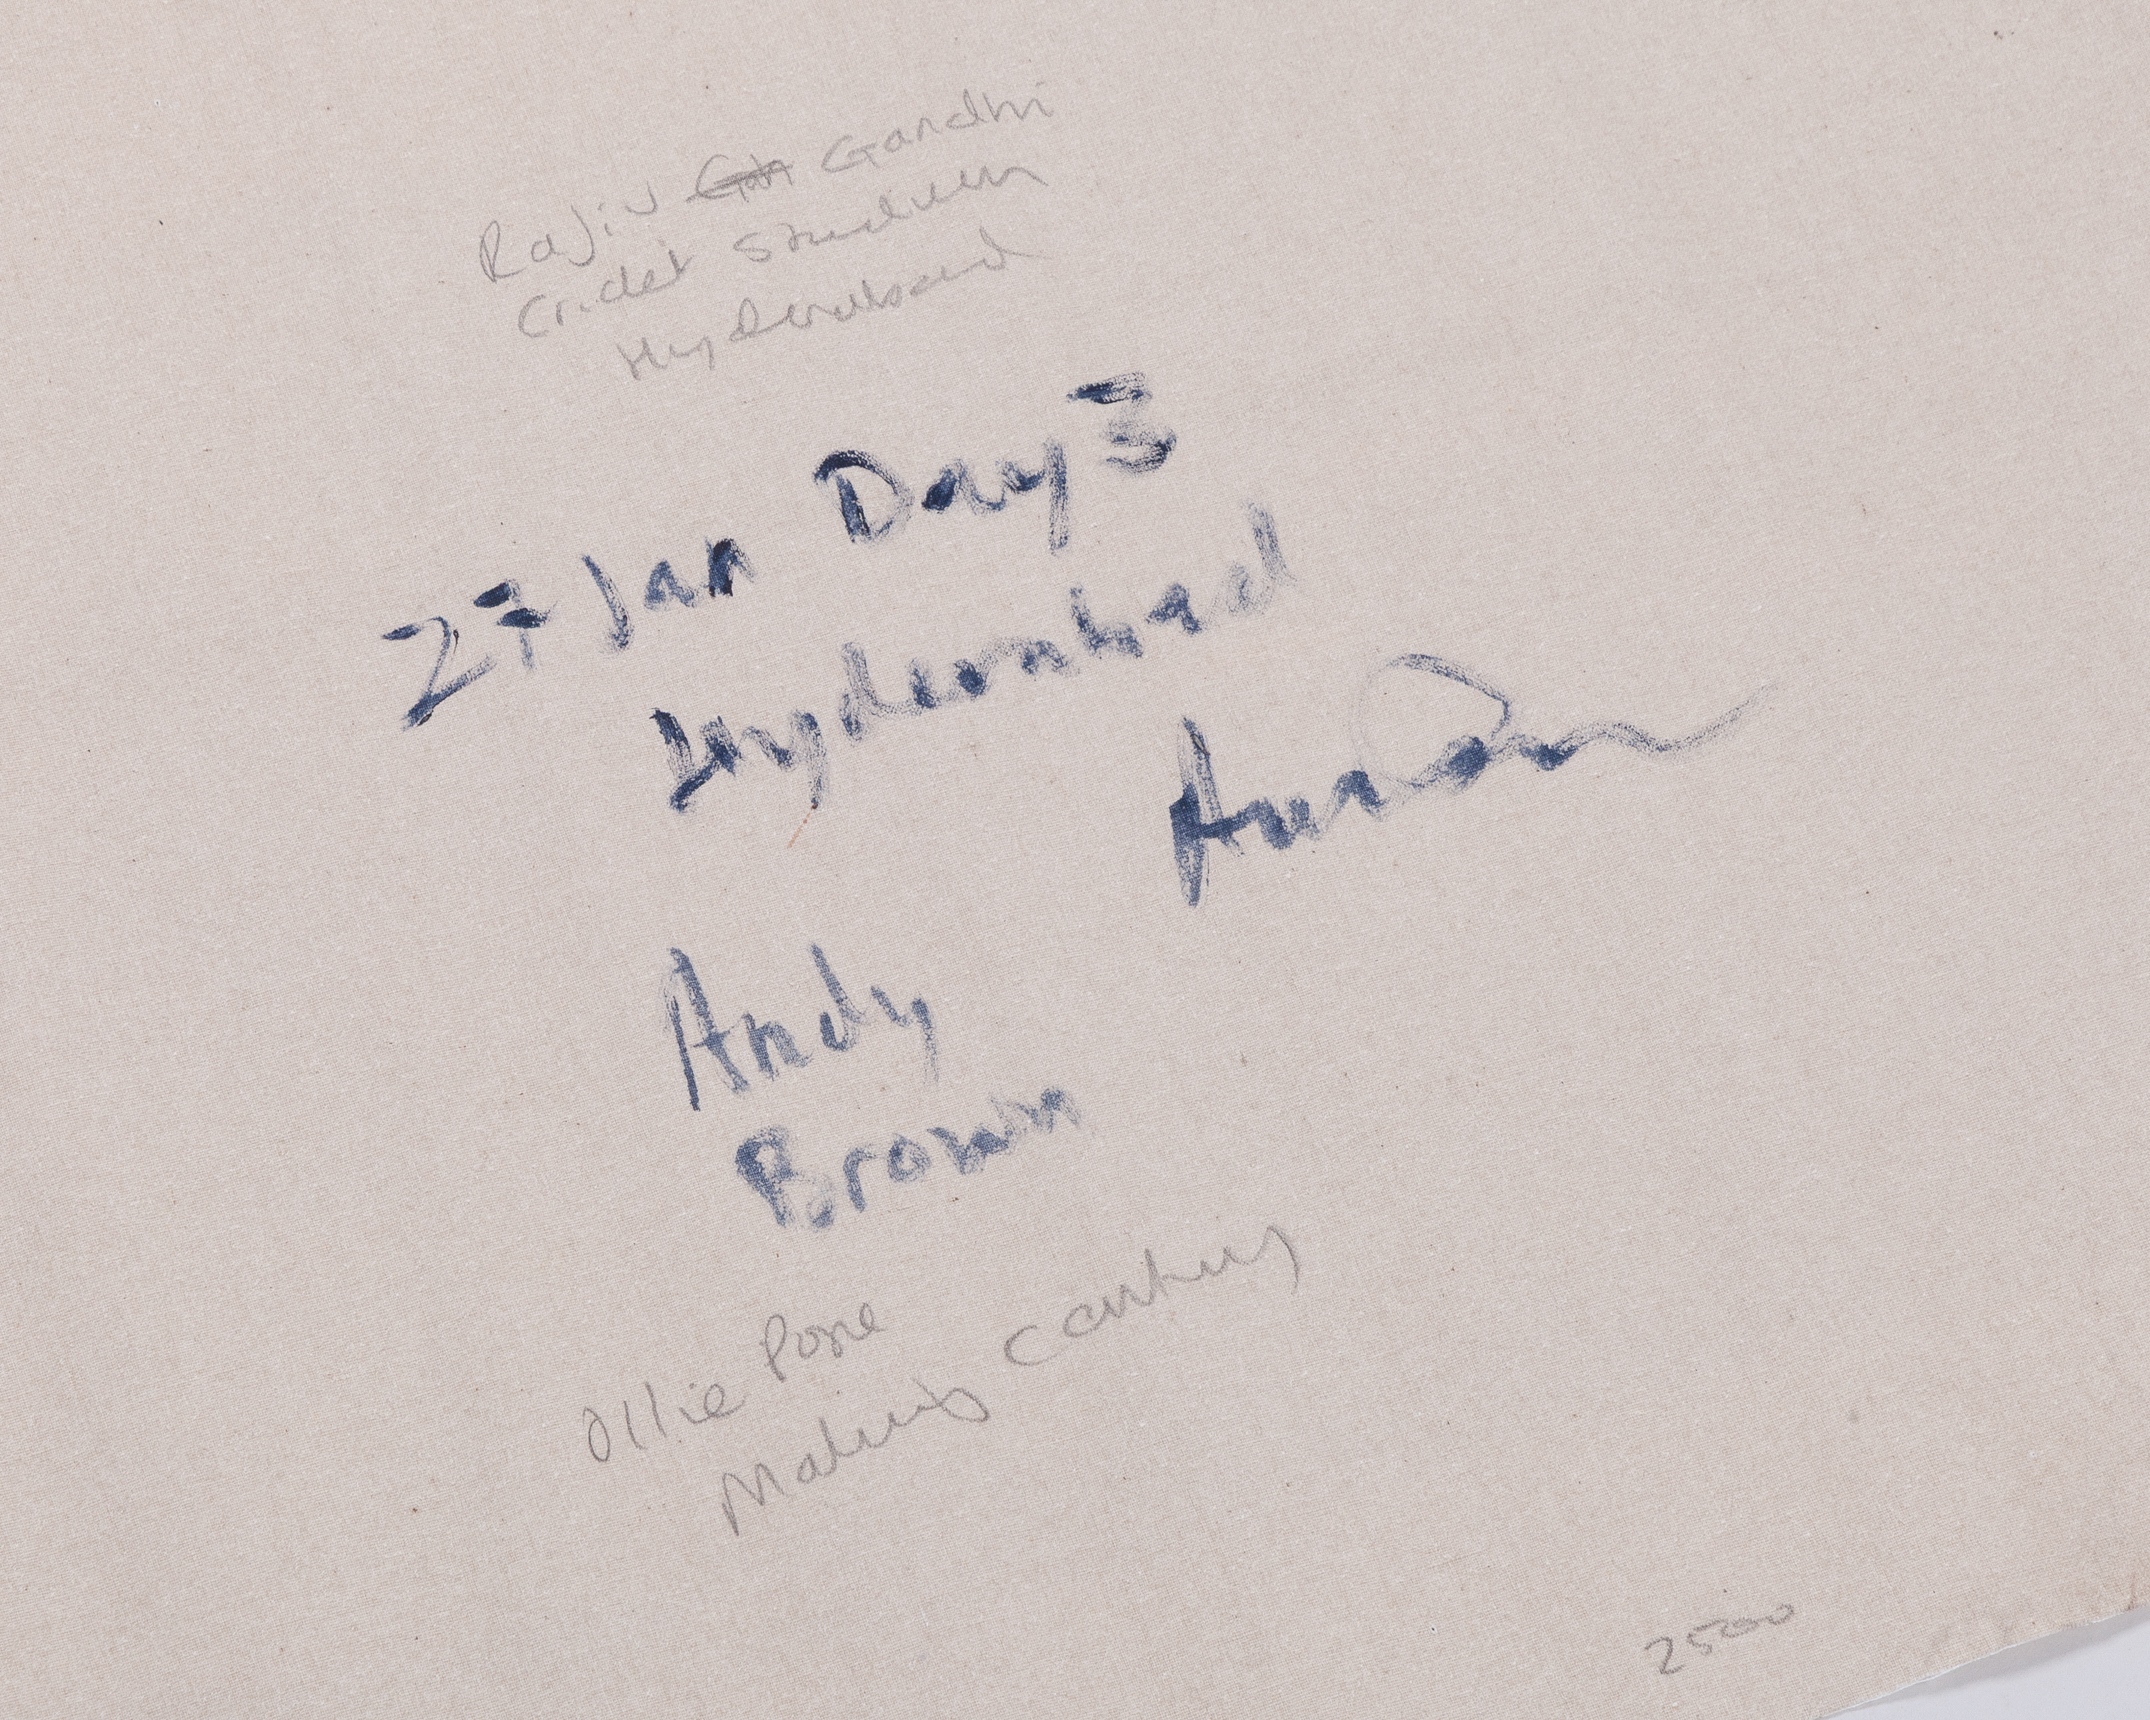 Rajiv Gandhi
Cricket Stadium
Hyderabad
27 Jan Day 3
Hyderabad
Andy
Brown
Ollie Pope
Making Century
2500